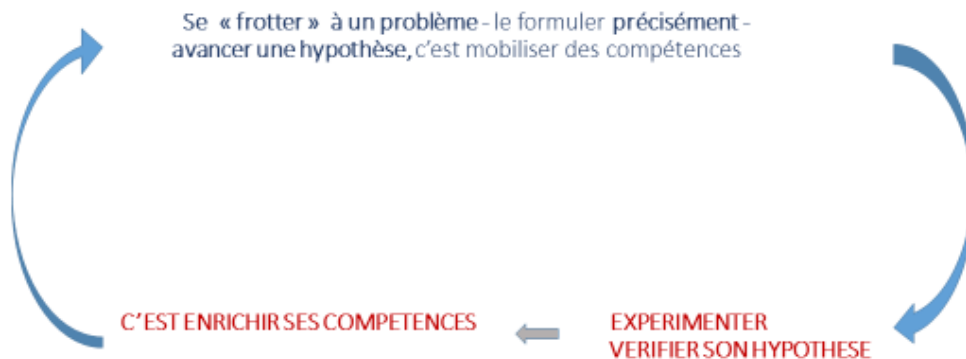 Se « frotter » à un problème - le formuler précisément -
avancer une hypothèse, c'est mobiliser des compétences
C'EST ENRICHIR SES COMPETENCES
EXPERIMENTER
VERIFIER SON HYPOTHESE